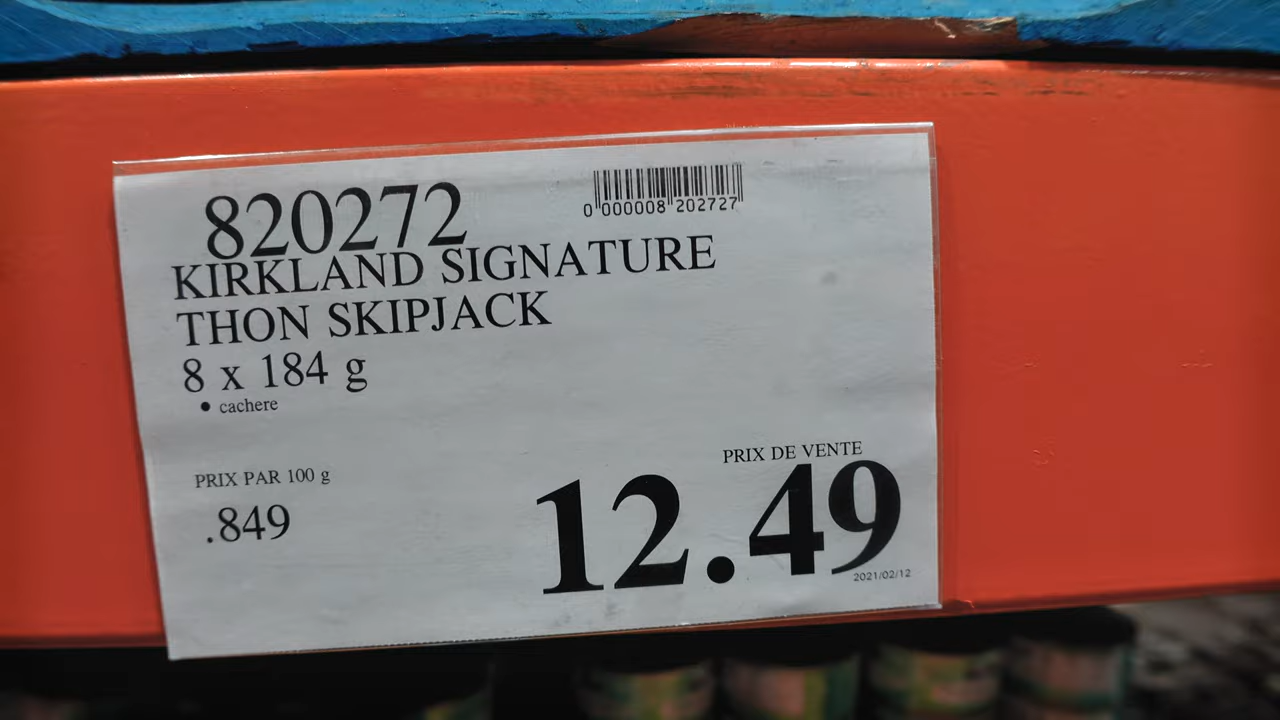 820272
0 000008 202727
KIRKLAND SIGNATURE
THON SKIPJACK
8 x 184 g
• cachere
PRIX PAR 100 g
.849
PRIX DE VENTE
12.49
2021/02/12